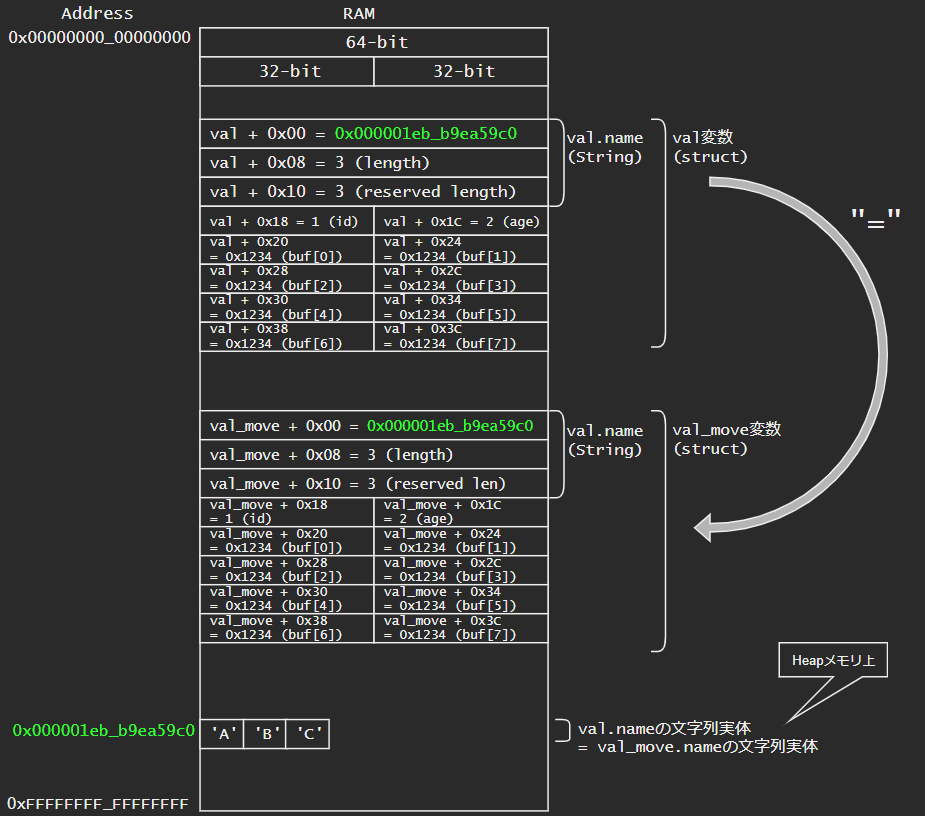 Address
RAM
0x00000000_00000000
64-bit
32-bit
32-bit
val + 0x00 = 0x000001eb_b9ea59c0
val + 0x08 = 3 (length)
val + 0x10 = 3 (reserved length)
val.name
(String)
val変数
(struct)
"="
val + 0x18 = 1 (id)
val + 0x1C = 2 (age)
val + 0x20
= 0x1234 (buf[0])
val + 0x24
= 0x1234 (buf[1])
val + 0x28
= 0x1234 (buf[2])
val + 0x2C
= 0x1234 (buf[3])
val + 0x30
= 0x1234 (buf[4])
val + 0x34
= 0x1234 (buf[5])
val + 0x38
= 0x1234 (buf[6])
val + 0x3C
= 0x1234 (buf[7])
val_move + 0x00 = 0x000001eb_b9ea59c0
val_move + 0x08 = 3 (length)
val_move + 0x10 = 3 (reserved len)
val.name
(String)
val_move変数
(struct)
val_move + 0x18
= 1 (id)
val_move + 0x1C
= 2 (age)
val_move + 0x20
= 0x1234 (buf[0])
val_move + 0x24
= 0x1234 (buf[1])
val_move + 0x28
= 0x1234 (buf[2])
val_move + 0x2C
= 0x1234 (buf[3])
val_move + 0x30
= 0x1234 (buf[4])
val_move + 0x34
= 0x1234 (buf[5])
val_move + 0x38
= 0x1234 (buf[6])
val_move + 0x3C
= 0x1234 (buf[7])
Heapメモリ上
0x000001eb_b9ea59c0
'A'
'B'
'C'
val.nameの文字列実体
= val_move.nameの文字列実体
0xFFFFFFFF_FFFFFFFF